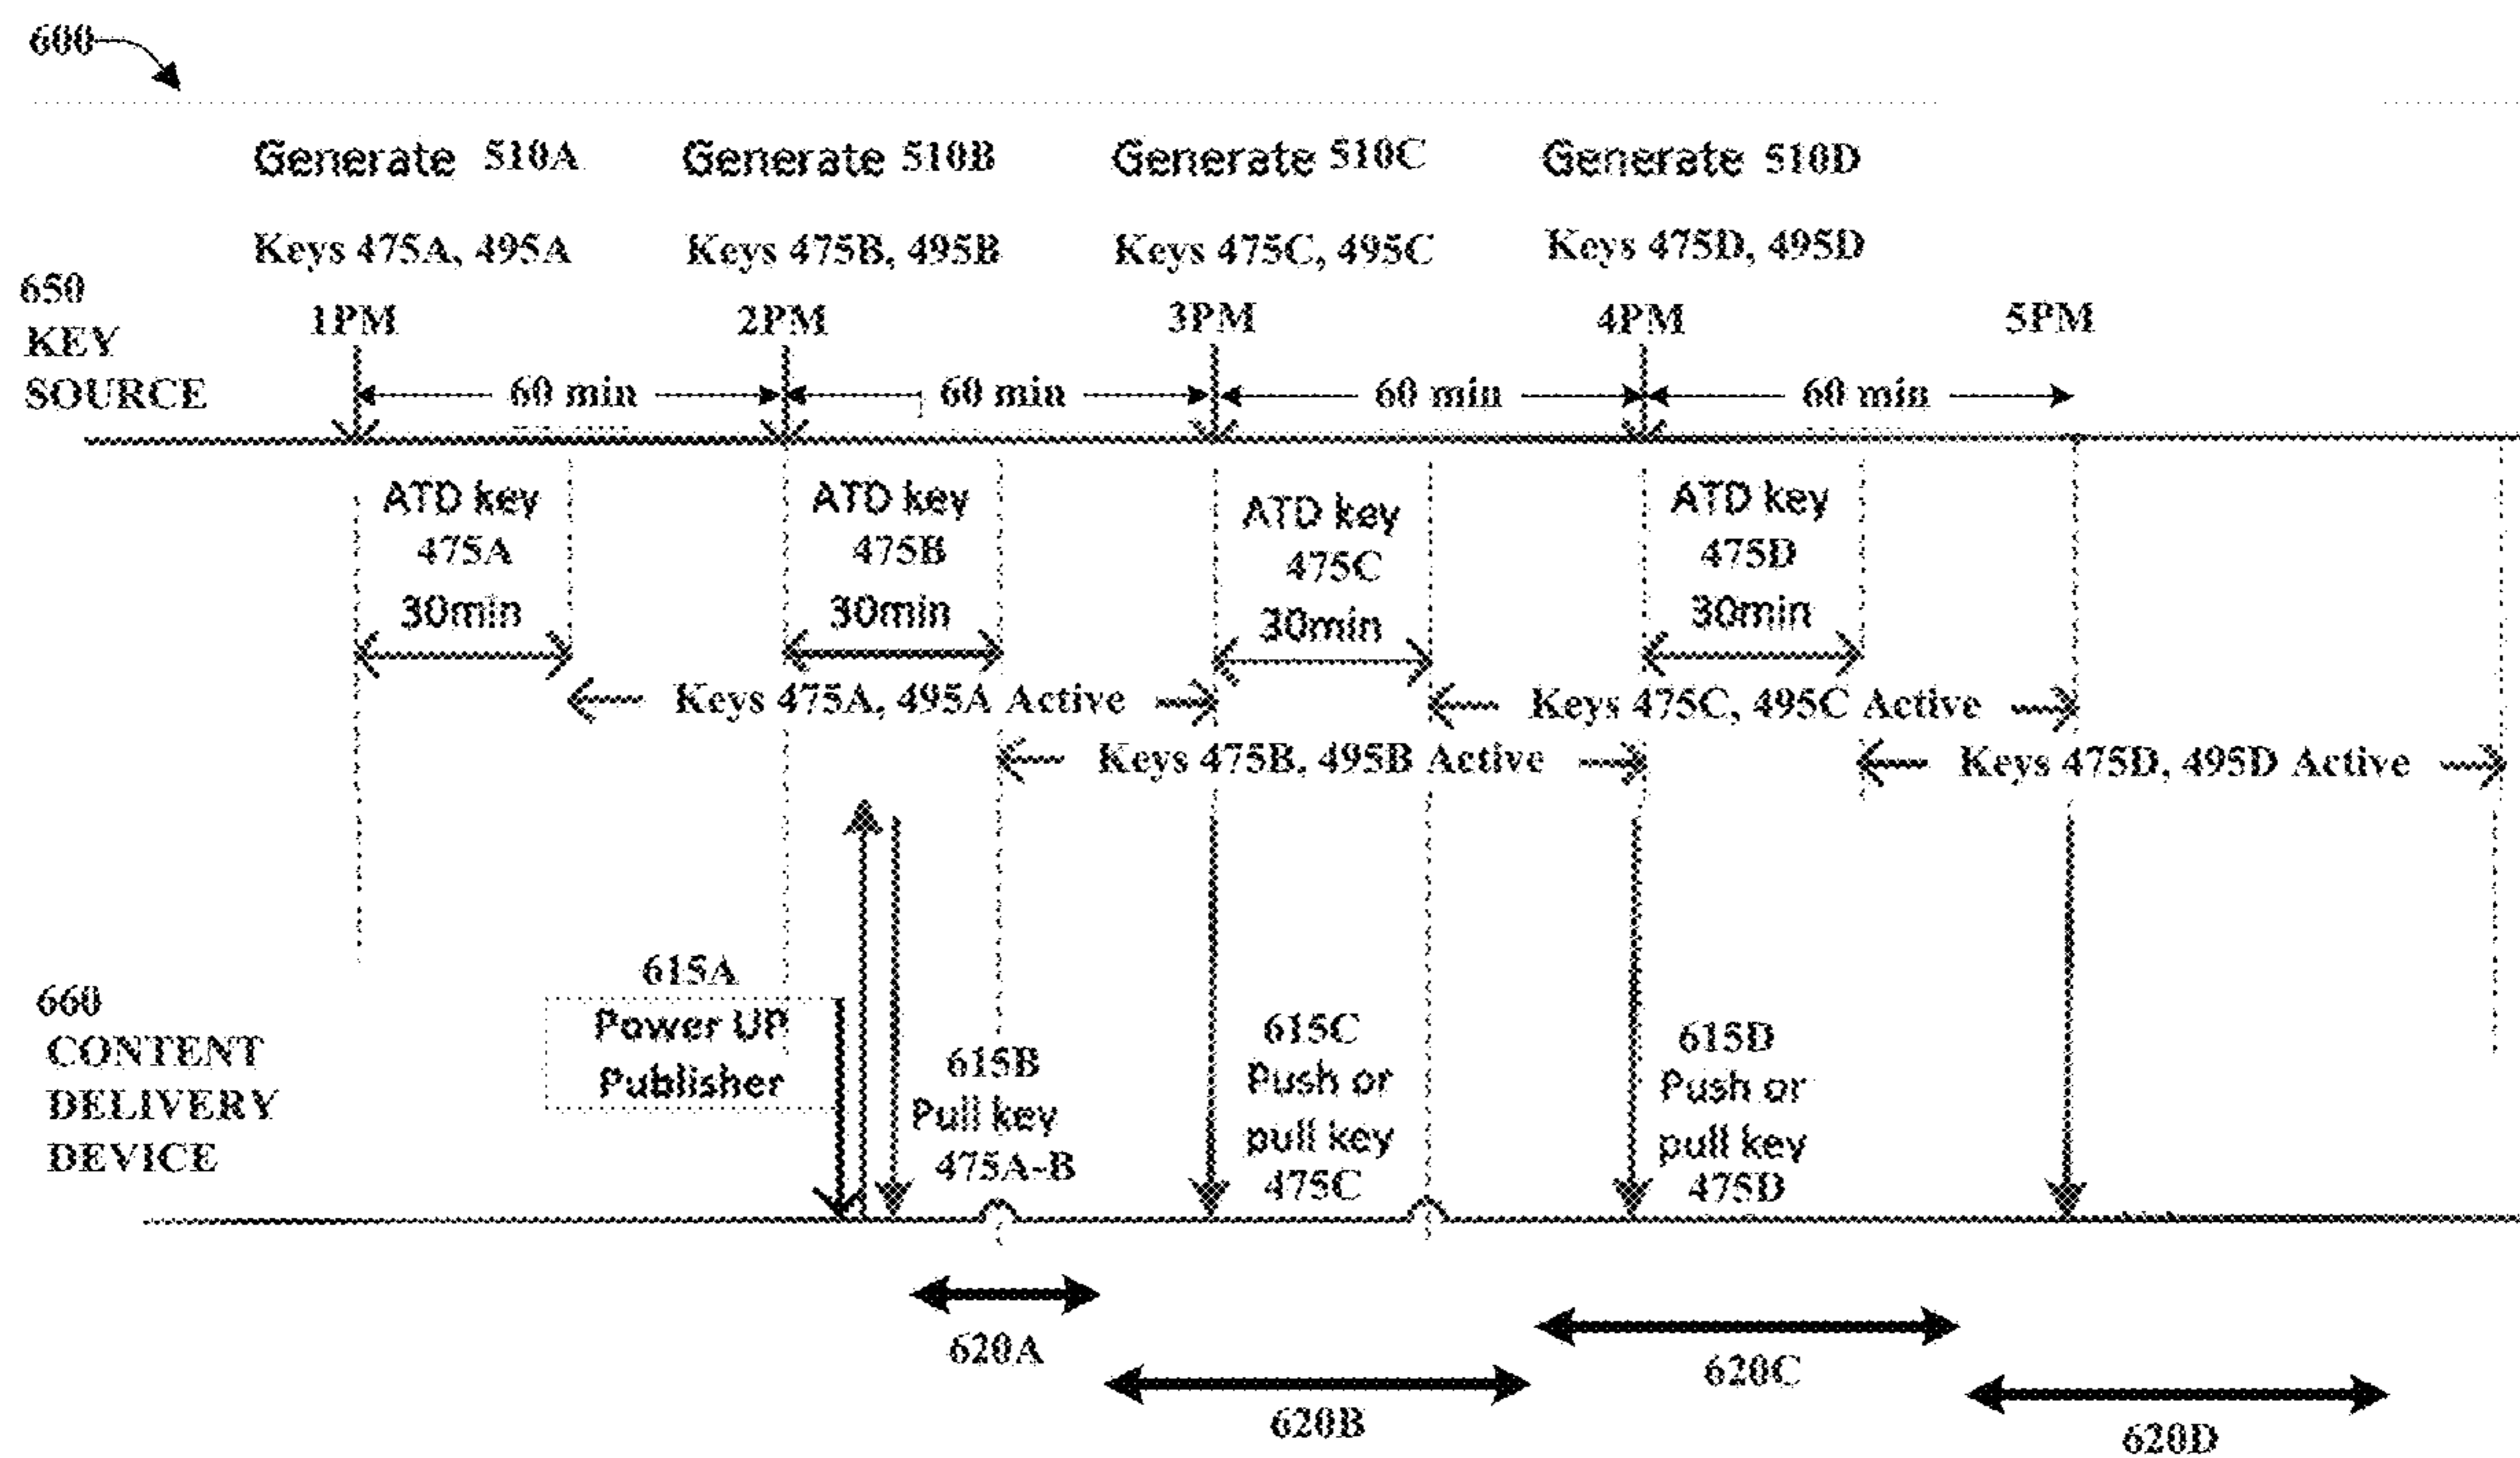 600
Generate 510A
Generate 510B
Generate 510C
Generate 510D
Keys 475A, 495A
Keys 475B, 495B
Keys 475C, 495C
Keys 475D, 495D
650
KEY
SOURCE
1PM
2PM
3PM
4PM
5PM
60 min
60 min
60 min
60 min
ATD key
475A
30min
ATD key
475B
30min
ATD key
475C
30min
ATD key
475D
30min
Keys 475A, 495A Active
Keys 475C, 495C Active
Keys 475B, 495B Active
Keys 475D, 495D Active
660
CONTENT
DELIVERY
DEVICE
615A
Power UP
Publisher
615B
Pull key
475A-B
615C
Push or
pull key
475C
615D
Push or
pull key
475D
620A
620B
620C
620D